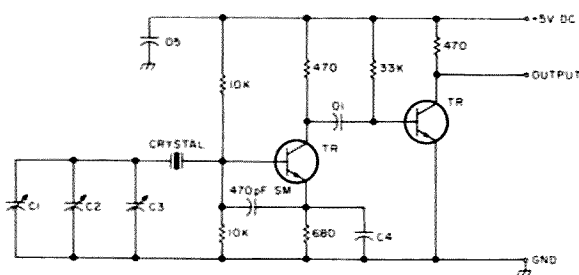 +5V DC
05
470
10K
470
33K
OUTPUT
01
TR
CRYSTAL
TR
470pF SM
C1
C2
C3
10K
680
C4
GND